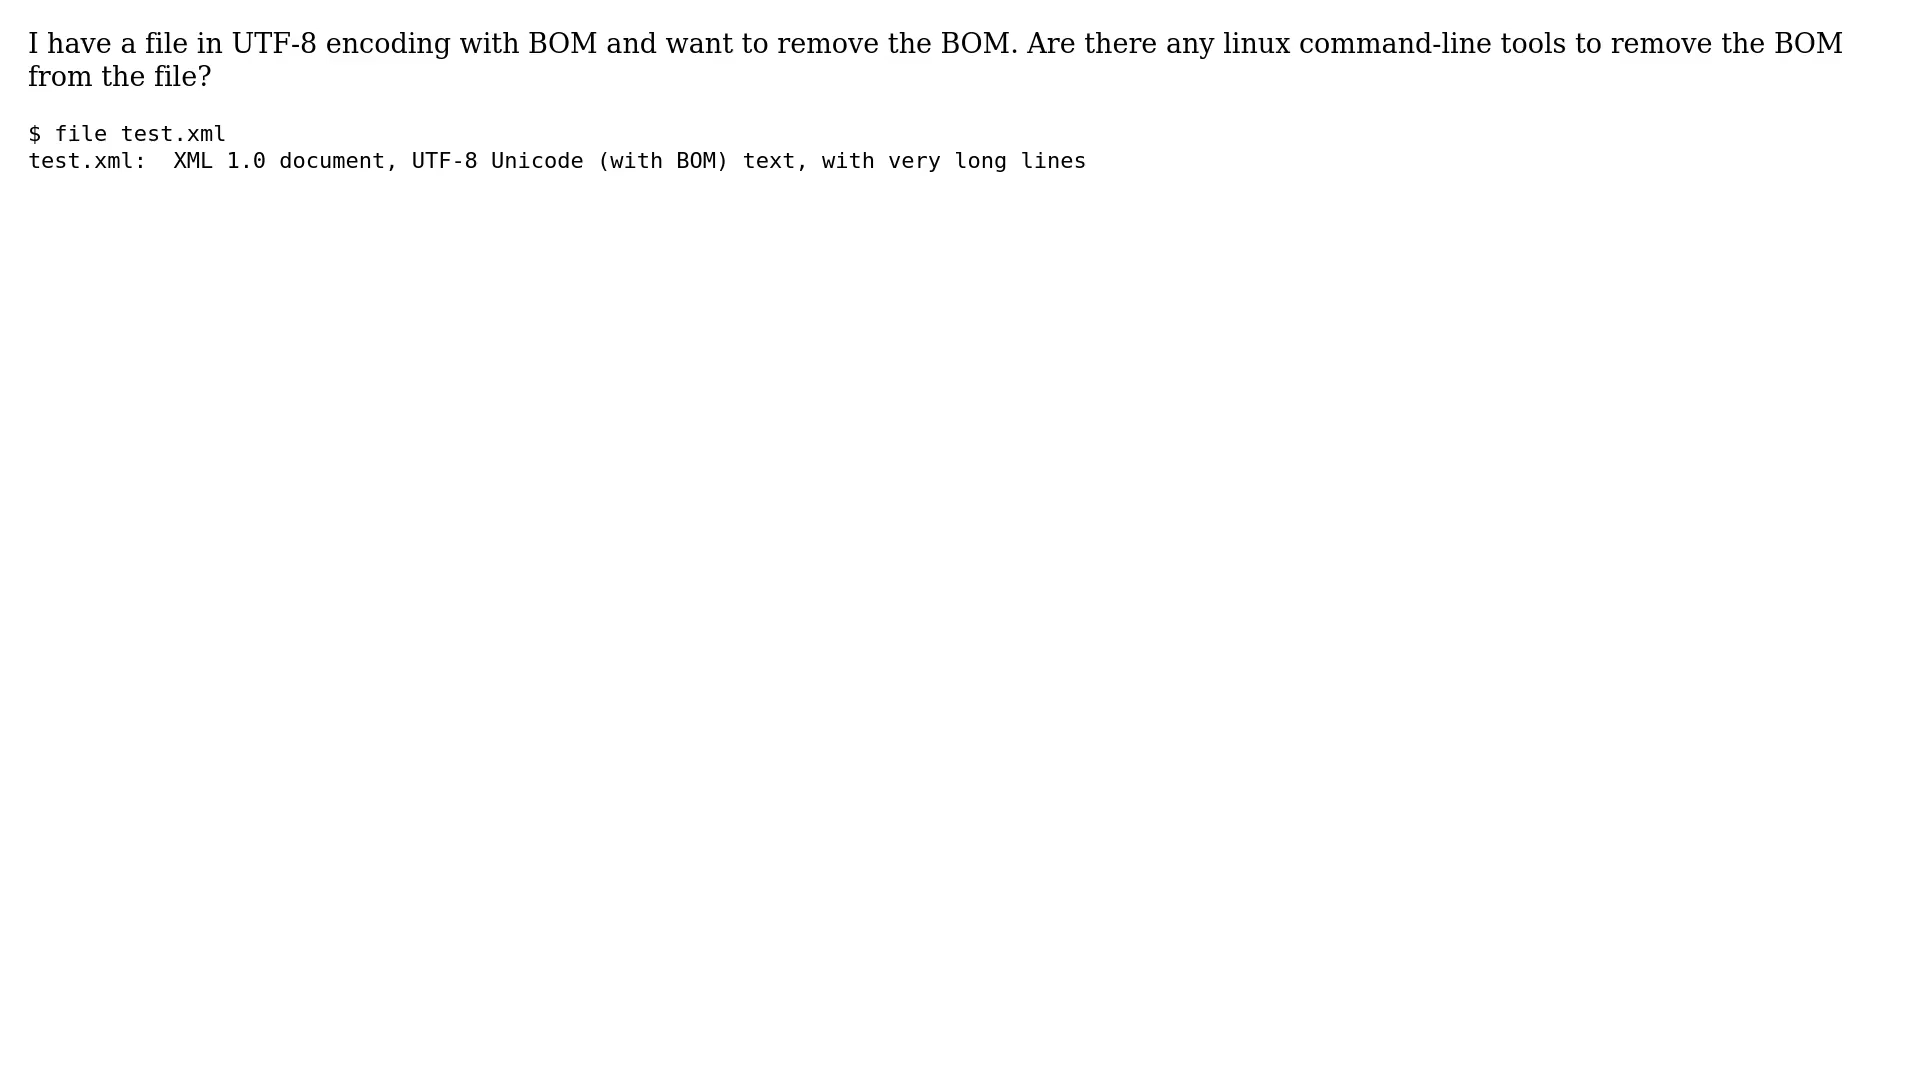 I have a file in UTF-8 encoding with BOM and want to remove the BOM. Are there any linux command-line tools to remove the BOM
from the file?
$ file test.xml
test.xml:  XML 1.0 document, UTF-8 Unicode (with BOM) text, with very long lines